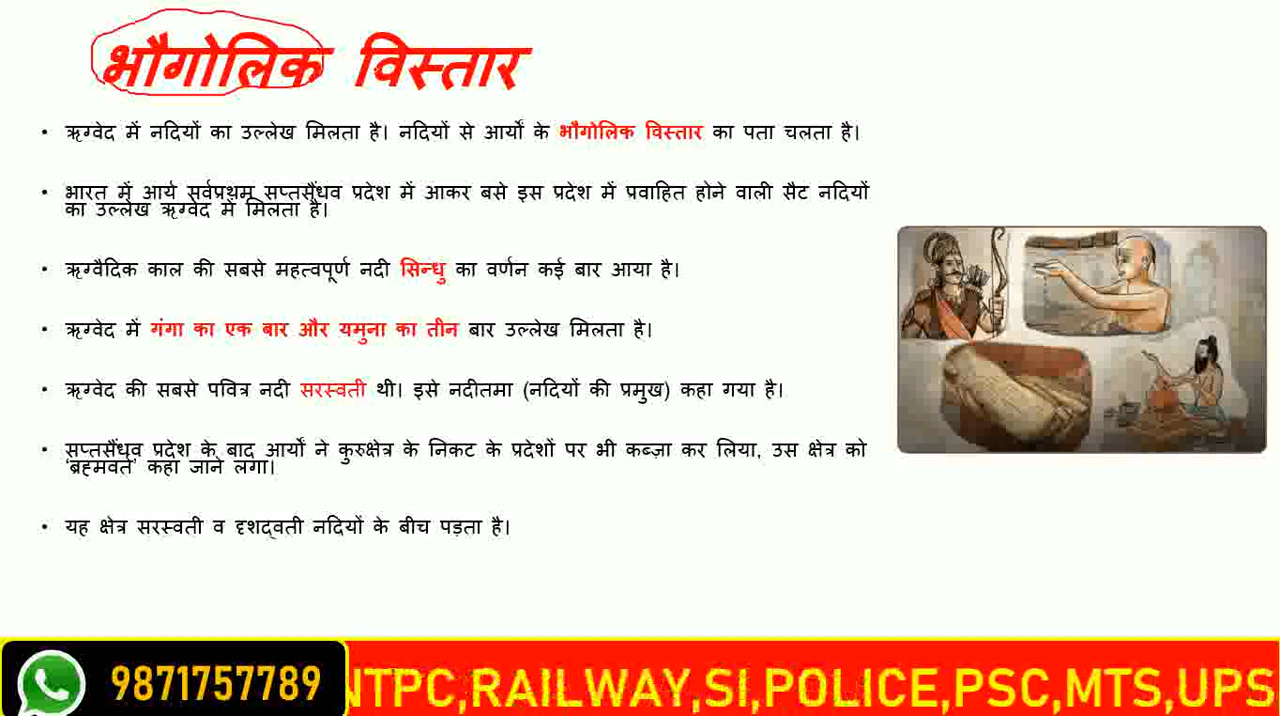 भौगोलिक विस्तार
• ऋग्वेद में नदियों का उल्लेख मिलता है। नदियों से आर्यों के भौगोलिक विस्तार का पता चलता है।
• भारत में आर्य सर्वप्रथम सप्तसैंधव प्रदेश में आकर बसे इस प्रदेश में प्रवाहित होने वाली सैट नदियों
का उल्लेख ऋग्वेद में मिलता है।
• ऋग्वैदिक काल की सबसे महत्वपूर्ण नदी सिन्धु का वर्णन कई बार आया है।
• ऋग्वेद में गंगा का एक बार और यमुना का तीन बार उल्लेख मिलता है।
• ऋग्वेद की सबसे पवित्र नदी सरस्वती थी। इसे नदीतमा (नदियों की प्रमुख) कहा गया है।
• सप्तसैंधव प्रदेश के बाद आर्यों ने कुरुक्षेत्र के निकट के प्रदेशों पर भी कब्ज़ा कर लिया, उस क्षेत्र को
‘ब्रह्मवर्त’ कहा जाने लगा।
• यह क्षेत्र सरस्वती व दृशद्वती नदियों के बीच पड़ता है।
9871757789 NTPC,RAILWAY,SI,POLICE,PSC,MTS,UPS